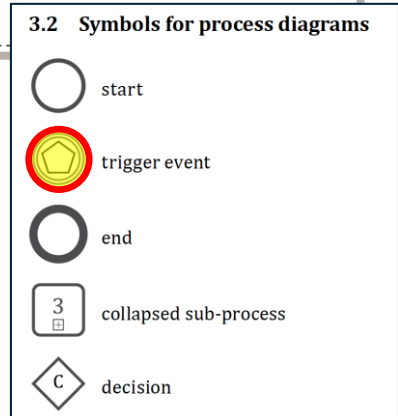 3.2 Symbols for process diagrams
start
trigger event
end
3
collapsed sub-process
C
decision